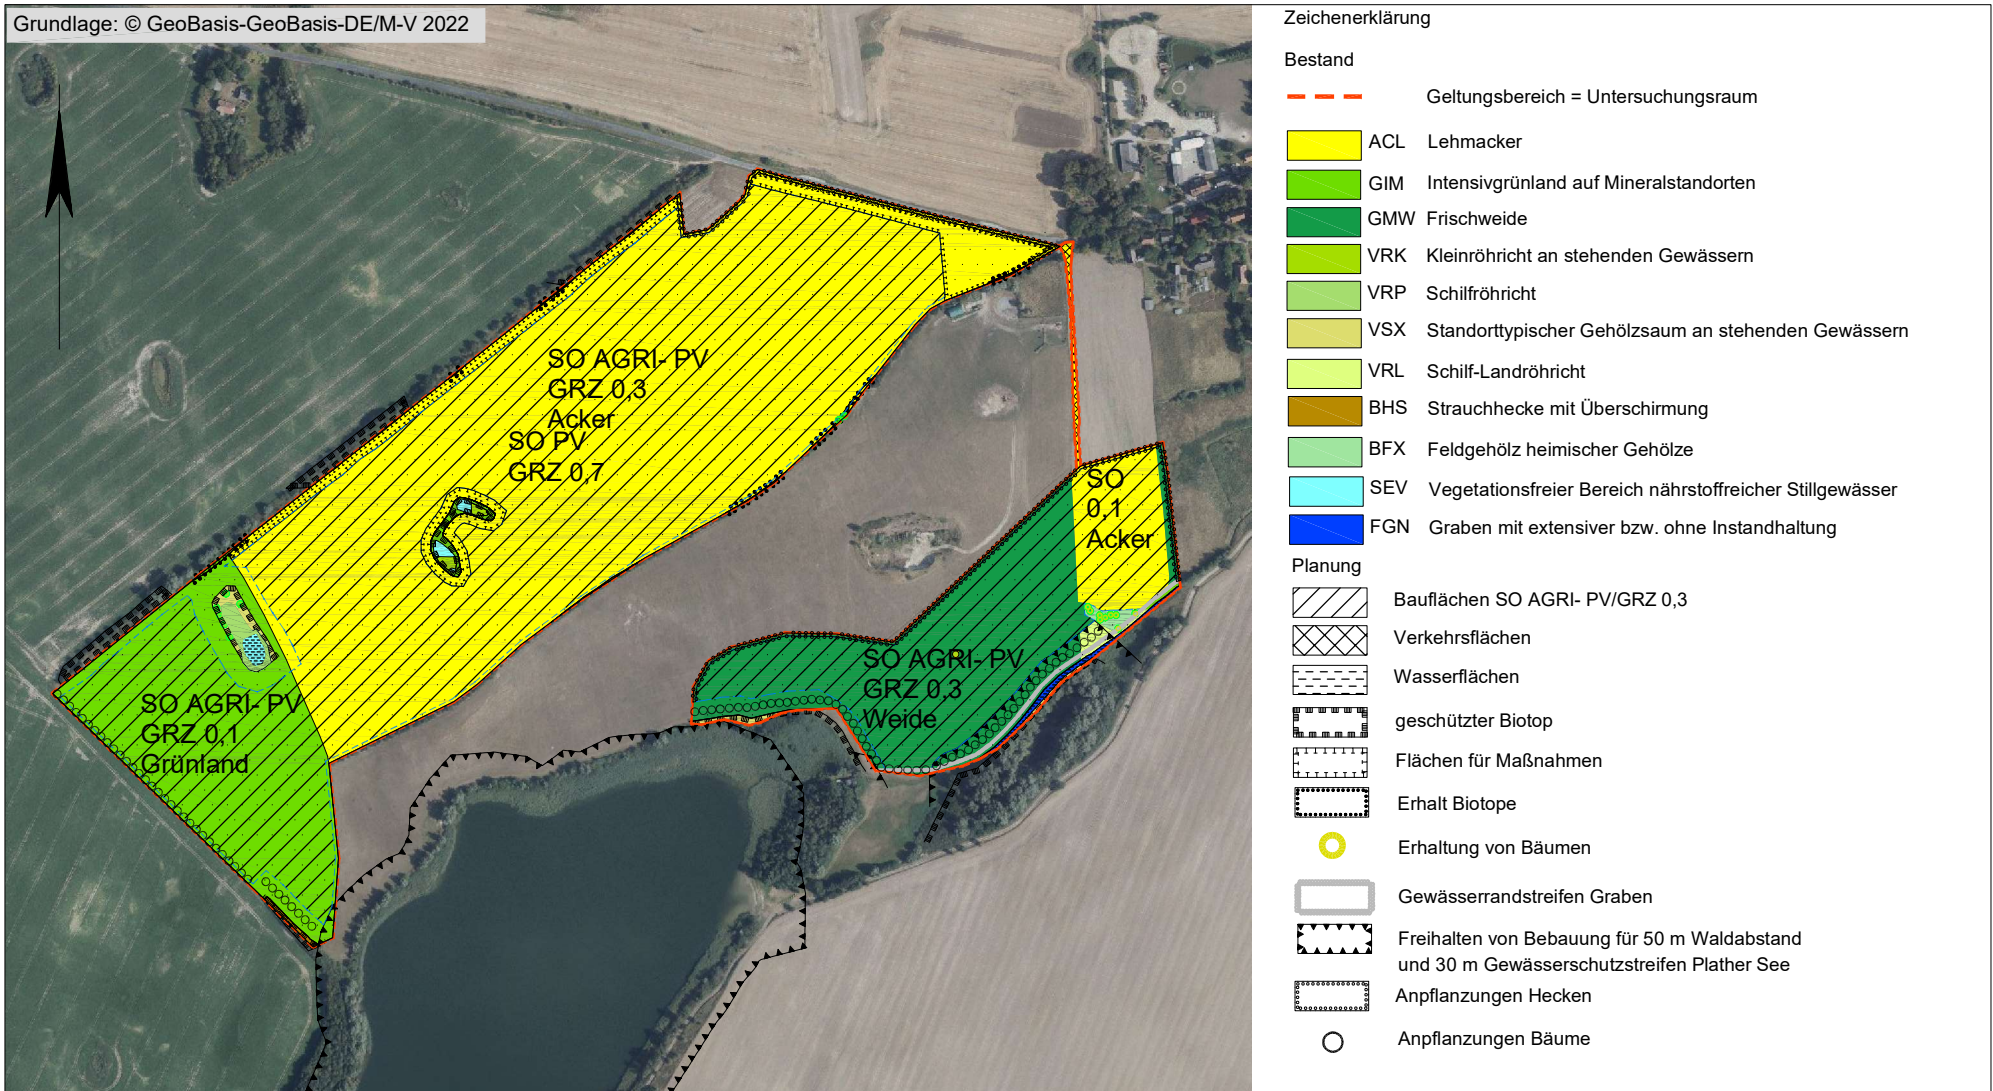 Grundlage: © GeoBasis-GeoBasis-DE/M-V 2022
SO AGRI- PV
GRZ 0,3
Acker
SO PV
GRZ 0,7
SO
0,1
Acker
SO AGRI- PV
GRZ 0,3
Weide
SO AGRI- PV
GRZ 0,1
Grünland
Zeichenerklärung
Bestand
Geltungsbereich = Untersuchungsraum
ACL Lehmacker
GIM Intensivgrünland auf Mineralstandorten
GMW Frischweide
VRK Kleinröhricht an stehenden Gewässern
VRP Schilfröhricht
VSX Standorttypischer Gehölzsaum an stehenden Gewässern
VRL Schilf-Landröhricht
BHS Strauchhecke mit Überschirmung
BFX Feldgehölz heimischer Gehölze
SEV Vegetationsfreier Bereich nährstoffreicher Stillgewässer
FGN Graben mit extensiver bzw. ohne Instandhaltung
Planung
Bauflächen SO AGRI- PV/GRZ 0,3
Verkehrsflächen
Wasserflächen
geschützter Biotop
Flächen für Maßnahmen
Erhalt Biotope
Erhaltung von Bäumen
Gewässerrandstreifen Graben
Freihalten von Bebauung für 50 m Waldabstand
und 30 m Gewässerschutzstreifen Plather See
Anpflanzungen Hecken
Anpflanzungen Bäume